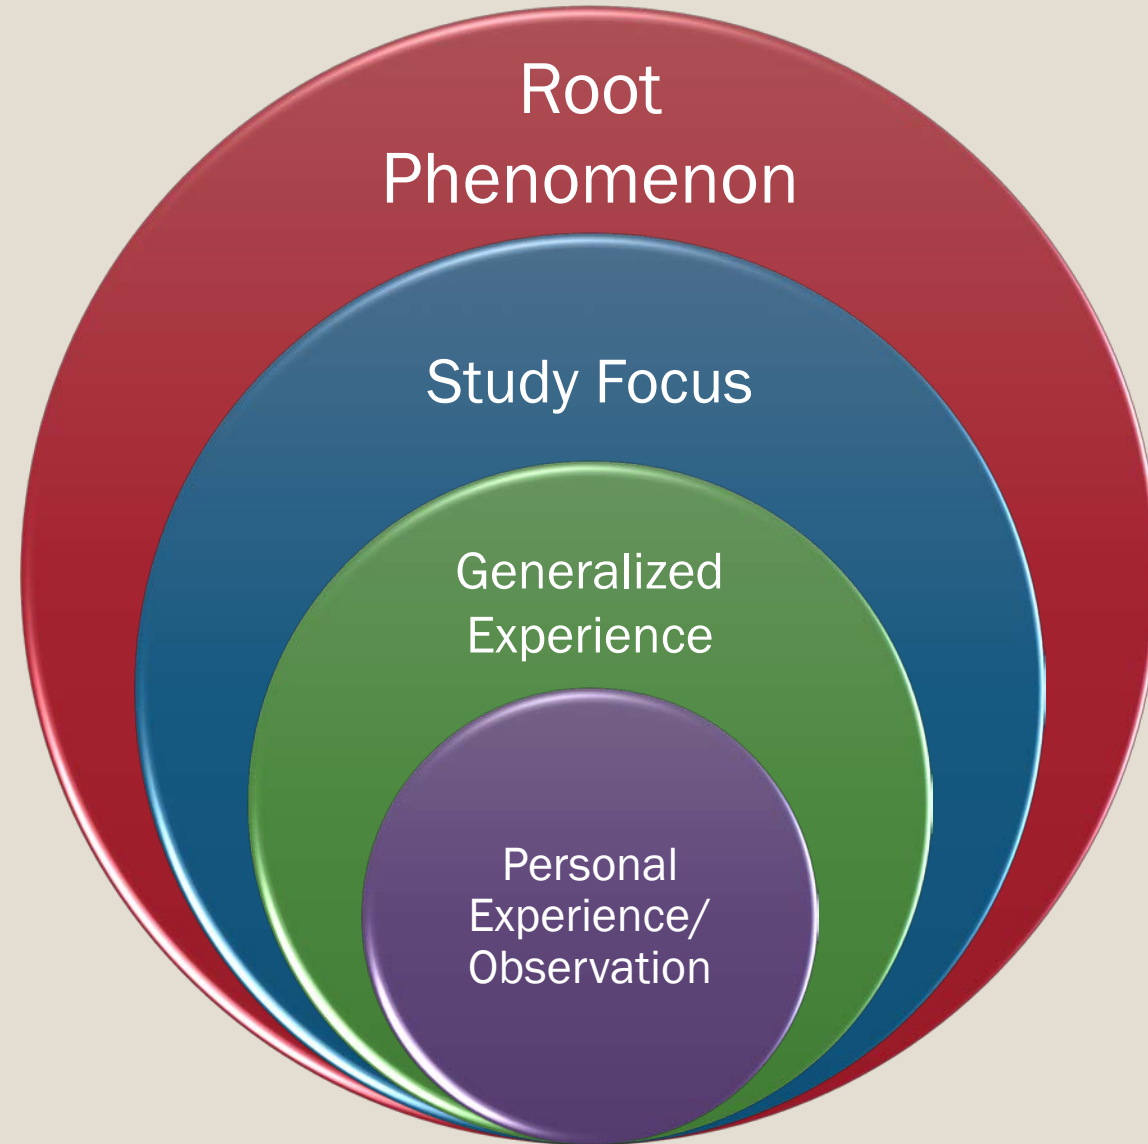 Root
Phenomenon
Study Focus
Generalized
Experience
Personal
Experience/
Observation